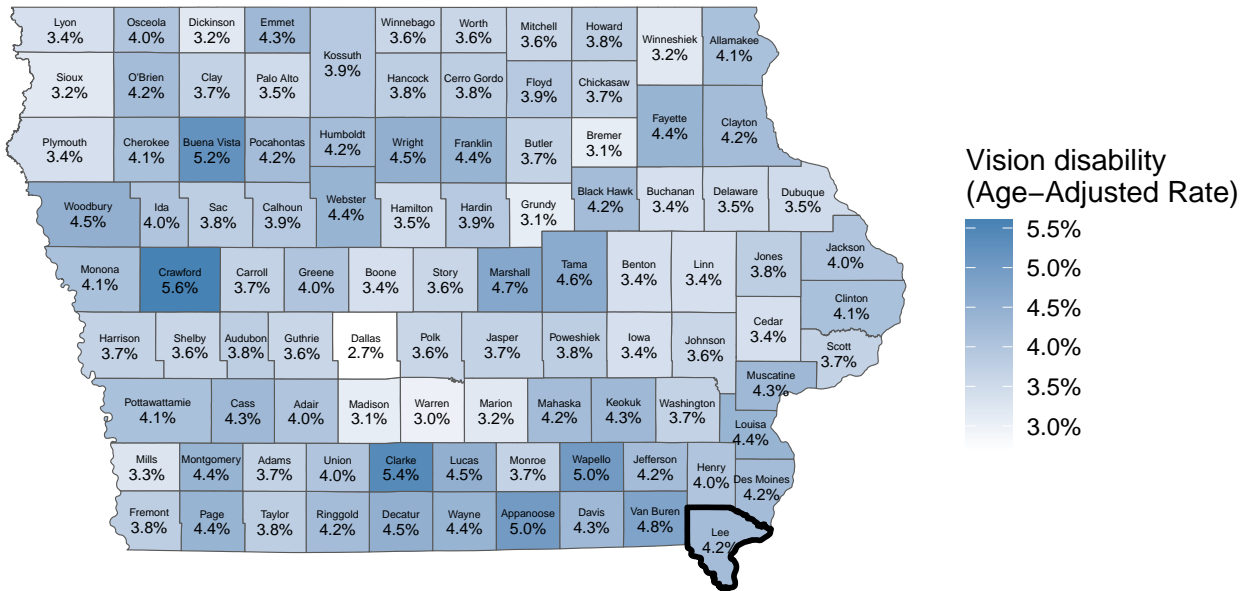 Lyon
3.4%
Osceola
4.0%
Dickinson
3.2%
Emmet
4.3%
Kossuth
3.9%
Winnebago
3.6%
Worth
3.6%
Mitchell
3.6%
Howard
3.8%
Winneshiek
3.2%
Allamakee
4.1%
Sioux
3.2%
O'Brien
4.2%
Clay
3.7%
Palo Alto
3.5%
Hancock
3.8%
Cerro Gordo
3.8%
Floyd
3.9%
Chickasaw
3.7%
Fayette
4.4%
Clayton
4.2%
Plymouth
3.4%
Cherokee
4.1%
Buena Vista
5.2%
Pocahontas
4.2%
Humboldt
4.2%
Wright
4.5%
Franklin
4.4%
Butler
3.7%
Bremer
3.1%
Woodbury
4.5%
Ida
4.0%
Sac
3.8%
Calhoun
3.9%
Webster
4.4%
Hamilton
3.5%
Hardin
3.9%
Grundy
3.1%
Black Hawk
4.2%
Buchanan
3.4%
Delaware
3.5%
Dubuque
3.5%
Monona
4.1%
Crawford
5.6%
Carroll
3.7%
Greene
4.0%
Boone
3.4%
Story
3.6%
Marshall
4.7%
Tama
4.6%
Benton
3.4%
Linn
3.4%
Jones
3.8%
Jackson
4.0%
Clinton
4.1%
Harrison
3.7%
Shelby
3.6%
Audubon
3.8%
Guthrie
3.6%
Dallas
2.7%
Polk
3.6%
Jasper
3.7%
Poweshiek
3.8%
Iowa
3.4%
Johnson
3.6%
Cedar
3.4%
Scott
3.7%
Muscatine
4.3%
Pottawattamie
4.1%
Cass
4.3%
Adair
4.0%
Madison
3.1%
Warren
3.0%
Marion
3.2%
Mahaska
4.2%
Keokuk
4.3%
Washington
3.7%
Louisa
4.4%
Mills
3.3%
Montgomery
4.4%
Adams
3.7%
Union
4.0%
Clarke
5.4%
Lucas
4.5%
Monroe
3.7%
Wapello
5.0%
Jefferson
4.2%
Henry
4.0%
Des Moines
4.2%
Fremont
3.8%
Page
4.4%
Taylor
3.8%
Ringgold
4.2%
Decatur
4.5%
Wayne
4.4%
Appanoose
5.0%
Davis
4.3%
Van Buren
4.8%
Lee
4.2%
Vision disability
(Age−Adjusted Rate)
5.5%
5.0%
4.5%
4.0%
3.5%
3.0%